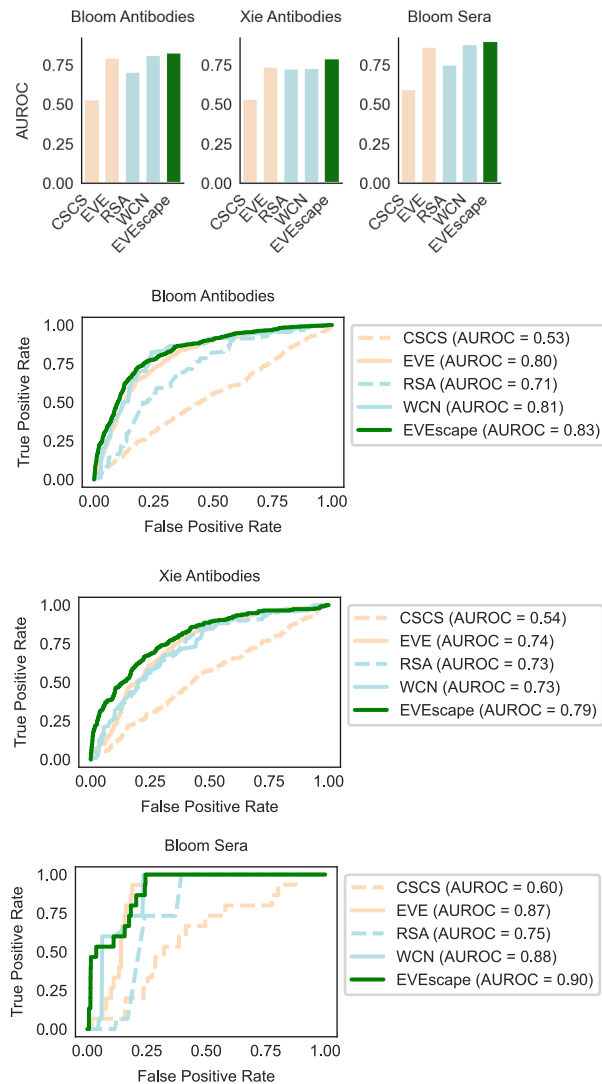 Bloom Antibodies
Xie Antibodies
Bloom Sera
AUROC
0.75
0.50
0.25
0.00
CSCS
EVE
RSA
WCN
EVEscape
0.75
0.50
0.25
0.00
CSCS
EVE
RSA
WCN
EVEscape
0.75
0.50
0.25
0.00
CSCS
EVE
RSA
WCN
EVEscape
Bloom Antibodies
True Positive Rate
1.00
0.75
0.50
0.25
0.00
0.00 0.25 0.50 0.75 1.00
False Positive Rate
CSCS (AUROC = 0.53)
EVE (AUROC = 0.80)
RSA (AUROC = 0.71)
WCN (AUROC = 0.81)
EVEscape (AUROC = 0.83)
Xie Antibodies
True Positive Rate
1.00
0.75
0.50
0.25
0.00
0.00 0.25 0.50 0.75 1.00
False Positive Rate
CSCS (AUROC = 0.54)
EVE (AUROC = 0.74)
RSA (AUROC = 0.73)
WCN (AUROC = 0.73)
EVEscape (AUROC = 0.79)
Bloom Sera
True Positive Rate
1.00
0.75
0.50
0.25
0.00
0.00 0.25 0.50 0.75 1.00
False Positive Rate
CSCS (AUROC = 0.60)
EVE (AUROC = 0.87)
RSA (AUROC = 0.75)
WCN (AUROC = 0.88)
EVEscape (AUROC = 0.90)